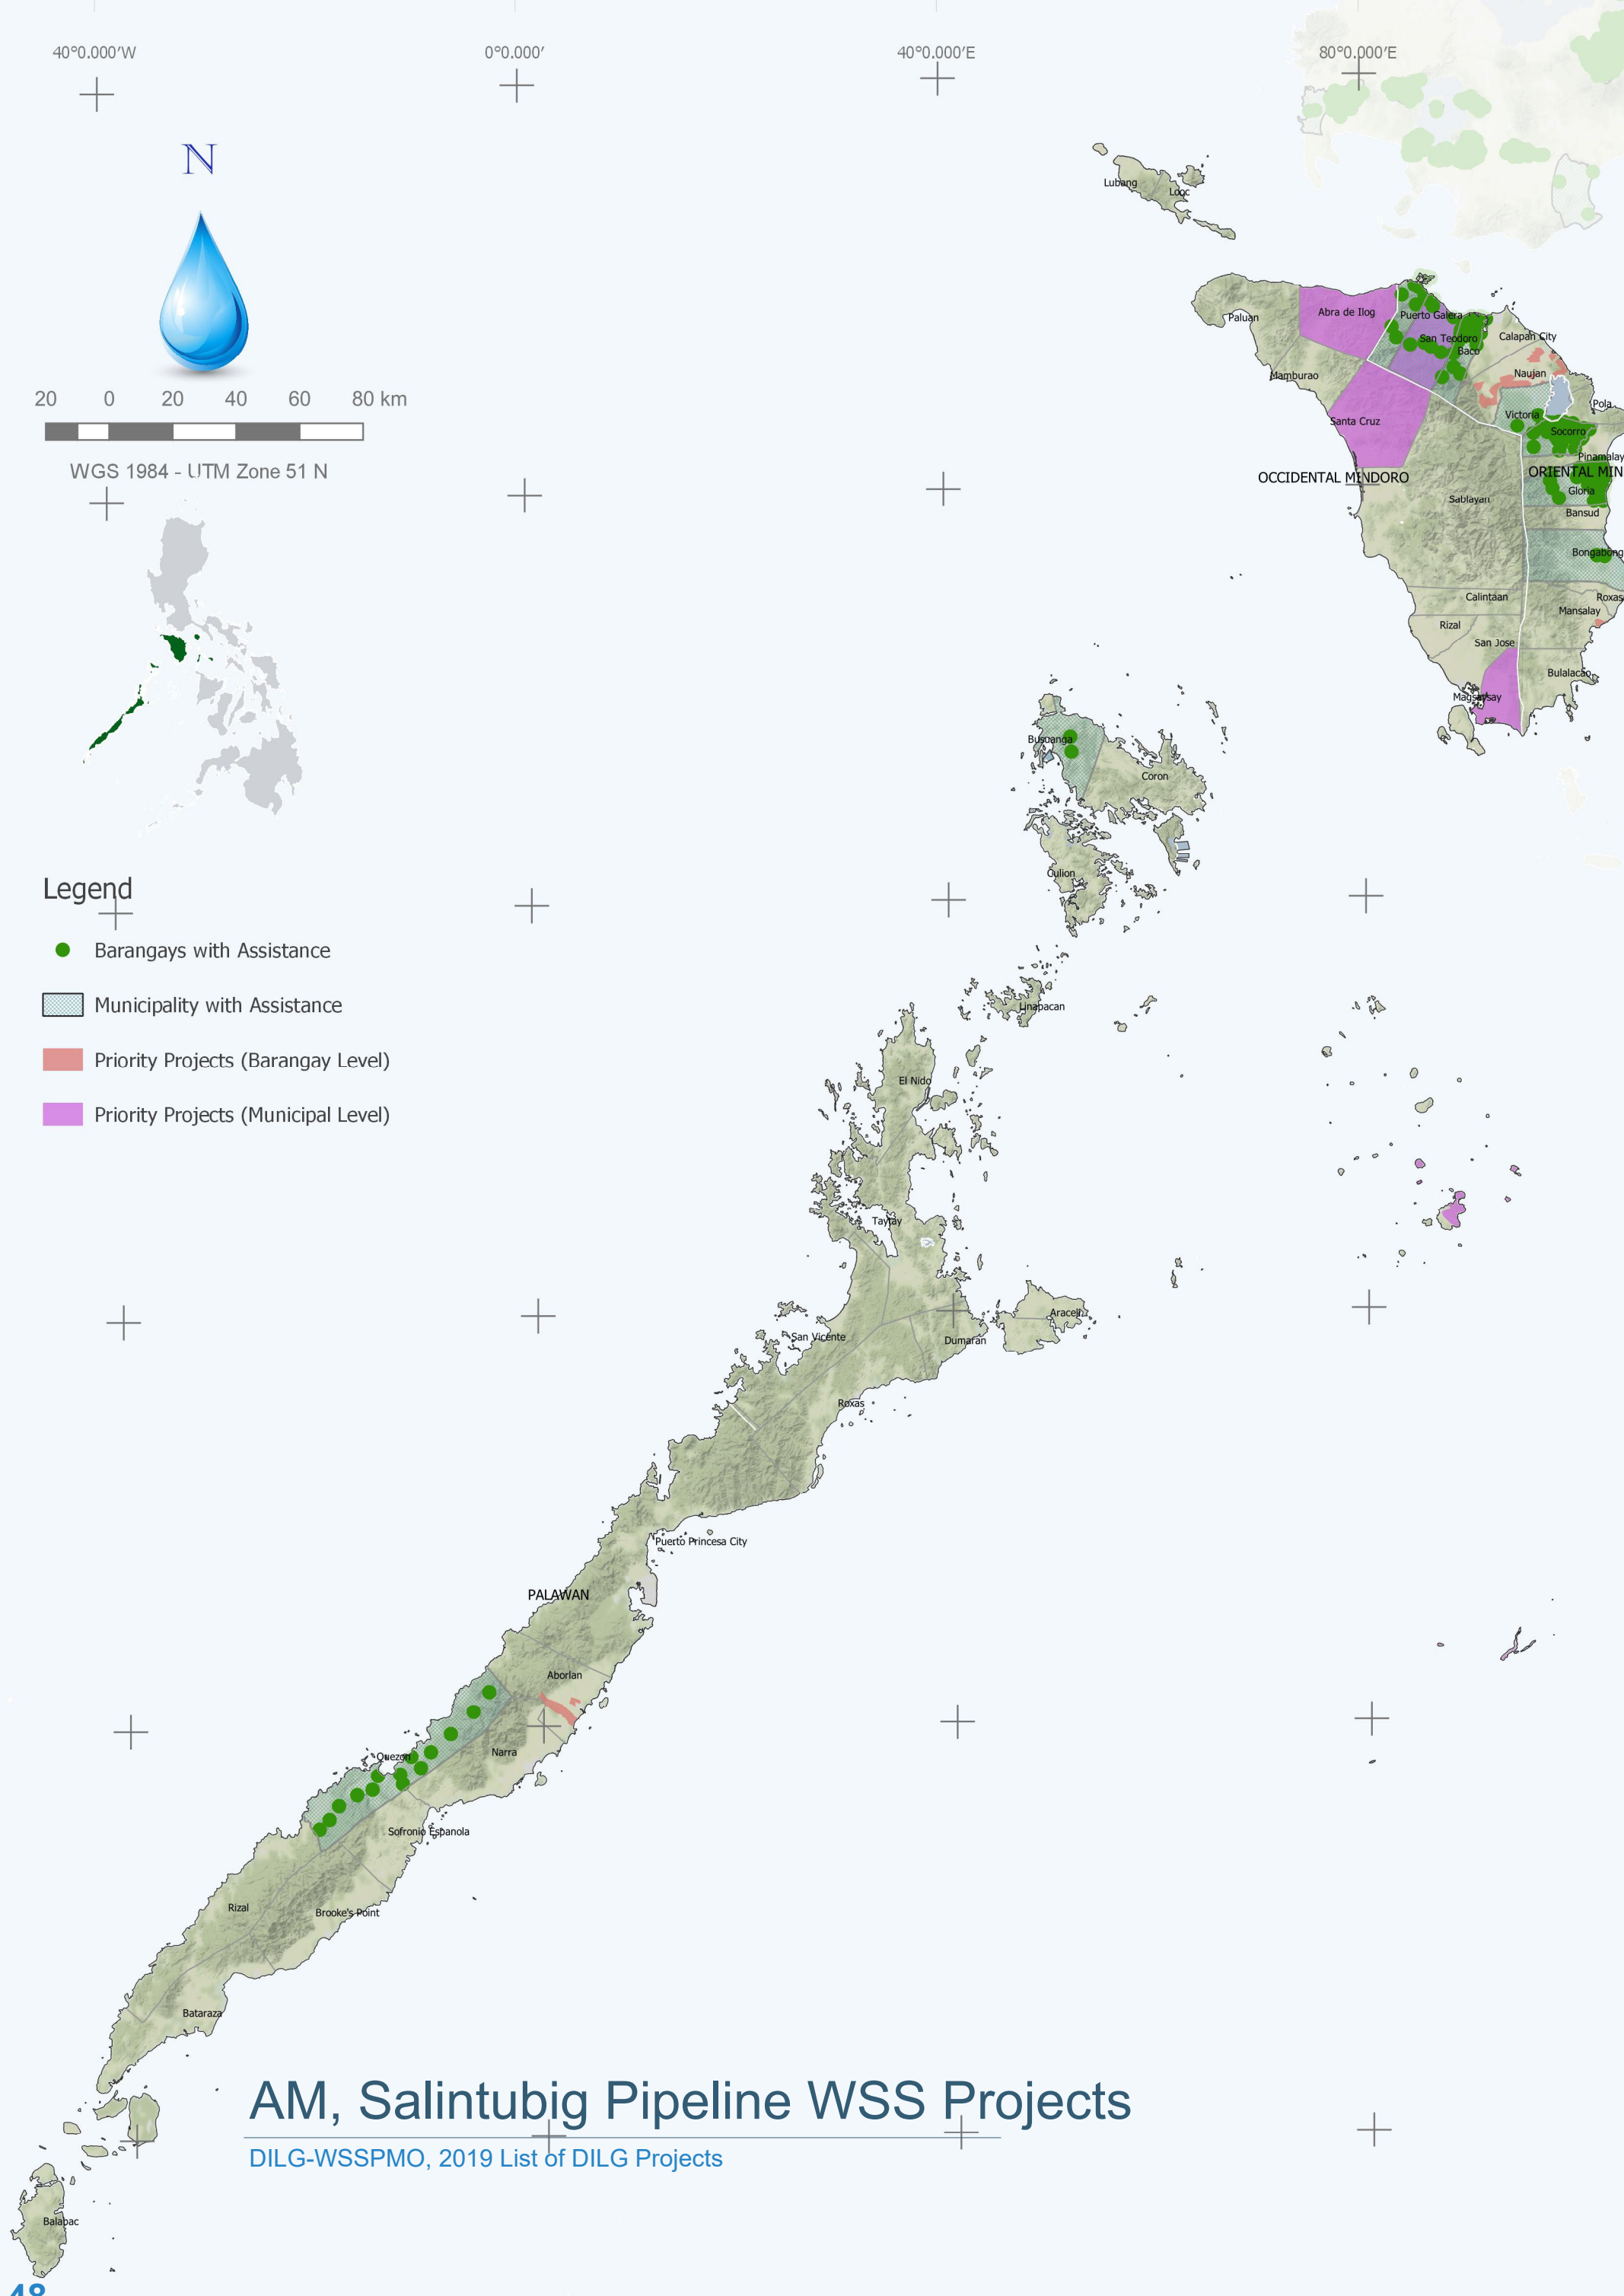 40°0.000'W
0°0.000'
40°0.000'E
80°0.000'E
N
20 0 20 40 60 80 km
WGS 1984 - UTM Zone 51 N
Legend
Barangays with Assistance
Municipality with Assistance
Priority Projects (Barangay Level)
Priority Projects (Municipal Level)
Lubang
Looc
Paluan
Abra de Ilog
Puerto Galera
San Teodoro
Baco
Calapan City
Naujan
Mamburao
Pola
Victoria
Santa Cruz
Socorro
Pinamalay
OCCIDENTAL MINDORO
ORIENTAL MIN
Gloria
Sablayan
Bansud
Bongabong
Calintaan
Roxas
Mansalay
Rizal
San Jose
Bulalacao
Magsaysay
Busuanga
Coron
Culion
Linapacan
El Nido
Taytay
Araceli
San Vicente
Dumaran
Roxas
Puerto Princesa City
PALAWAN
Aborlan
Narra
Quezon
Sofronio Espanola
Rizal
Brooke's Point
Bataraza
Balapac
AM, Salintubig Pipeline WSS Projects
DILG-WSSPMO, 2019 List of DILG Projects
48